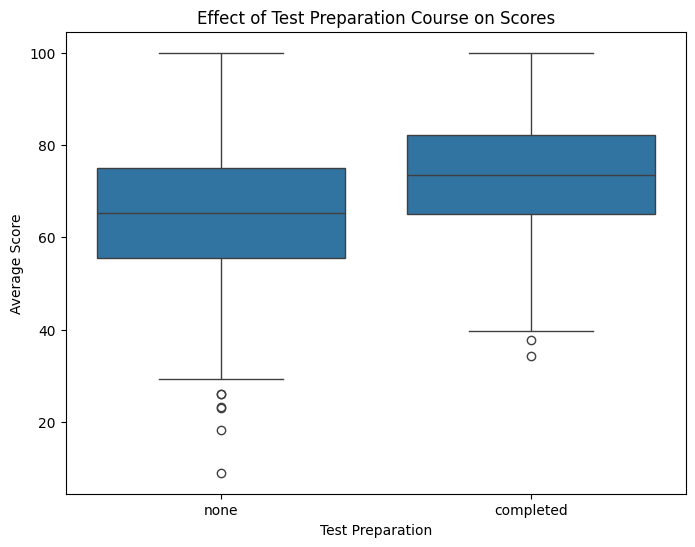 Effect of Test Preparation Course on Scores
100
80
60
40
20
Average Score
none
completed
Test Preparation